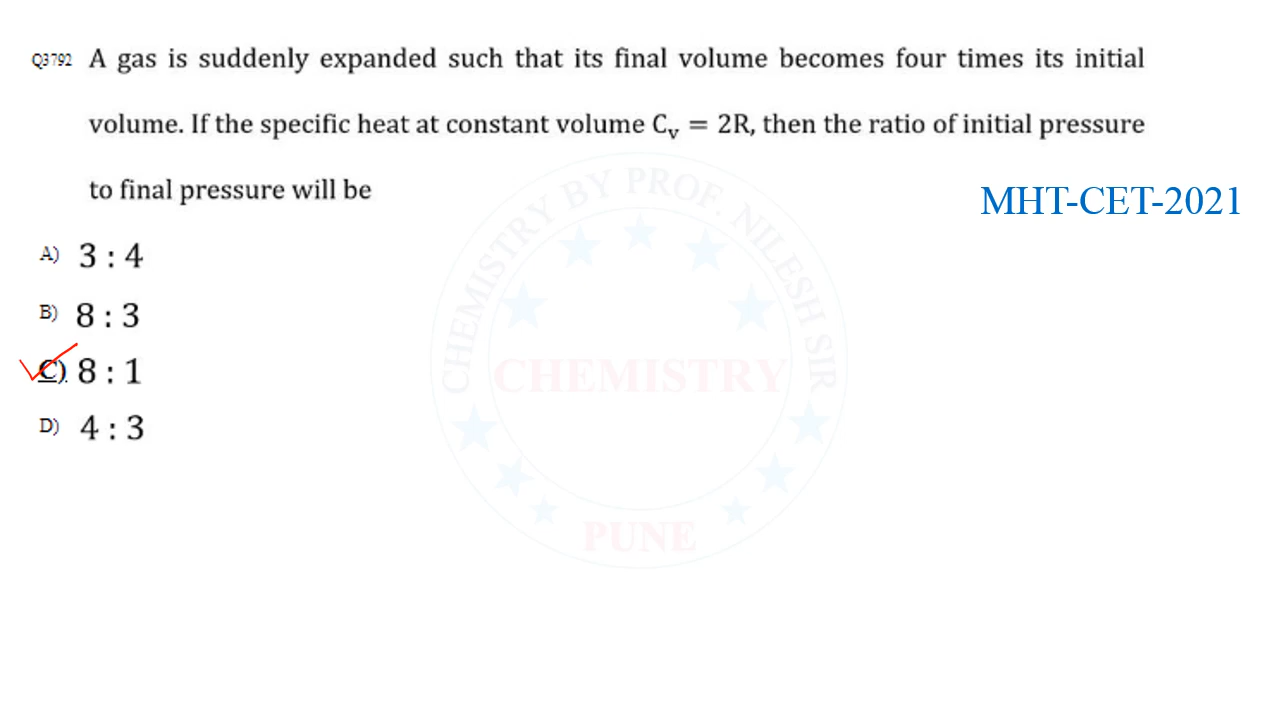 Q3792 A gas is suddenly expanded such that its final volume becomes four times its initial
volume. If the specific heat at constant volume Cᵥ = 2R, then the ratio of initial pressure
to final pressure will be
MHT-CET-2021
A) 3 : 4
B) 8 : 3
C) 8 : 1
D) 4 : 3
CHEMISTRY BY PROF. NILESH SIR
CHEMISTRY
PUNE